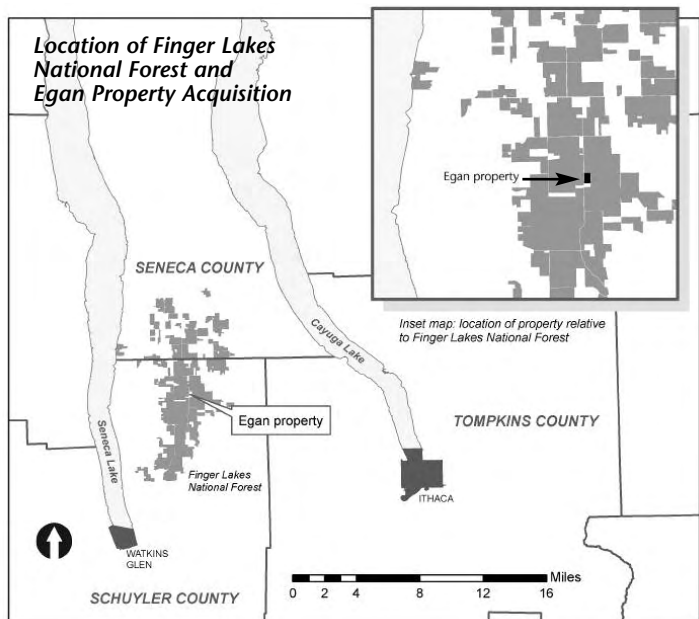 Location of Finger Lakes
National Forest and
Egan Property Acquisition
Egan property
Inset map: location of property relative
to Finger Lakes National Forest
SENECA COUNTY
Cayuga Lake
Seneca Lake
Egan property
TOMPKINS COUNTY
Finger Lakes
National Forest
ITHACA
WATKINS
GLEN
SCHUYLER COUNTY
Miles
0 2 4 8 12 16